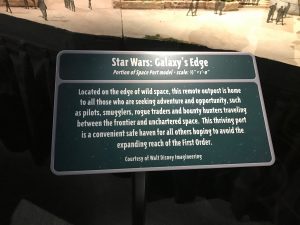 Star Wars: Galaxy's Edge
Portion of Space Port model - scale: ½" = 1'-0"
Located on the edge of wild space, this remote outpost is home
to all those who are seeking adventure and opportunity, such
as pilots, smugglers, rogue traders and bounty hunters traveling
between the frontier and unchartered space. This thriving port
is a convenient safe haven for all others hoping to avoid the
expanding reach of the First Order.
Courtesy of Walt Disney Imagineering